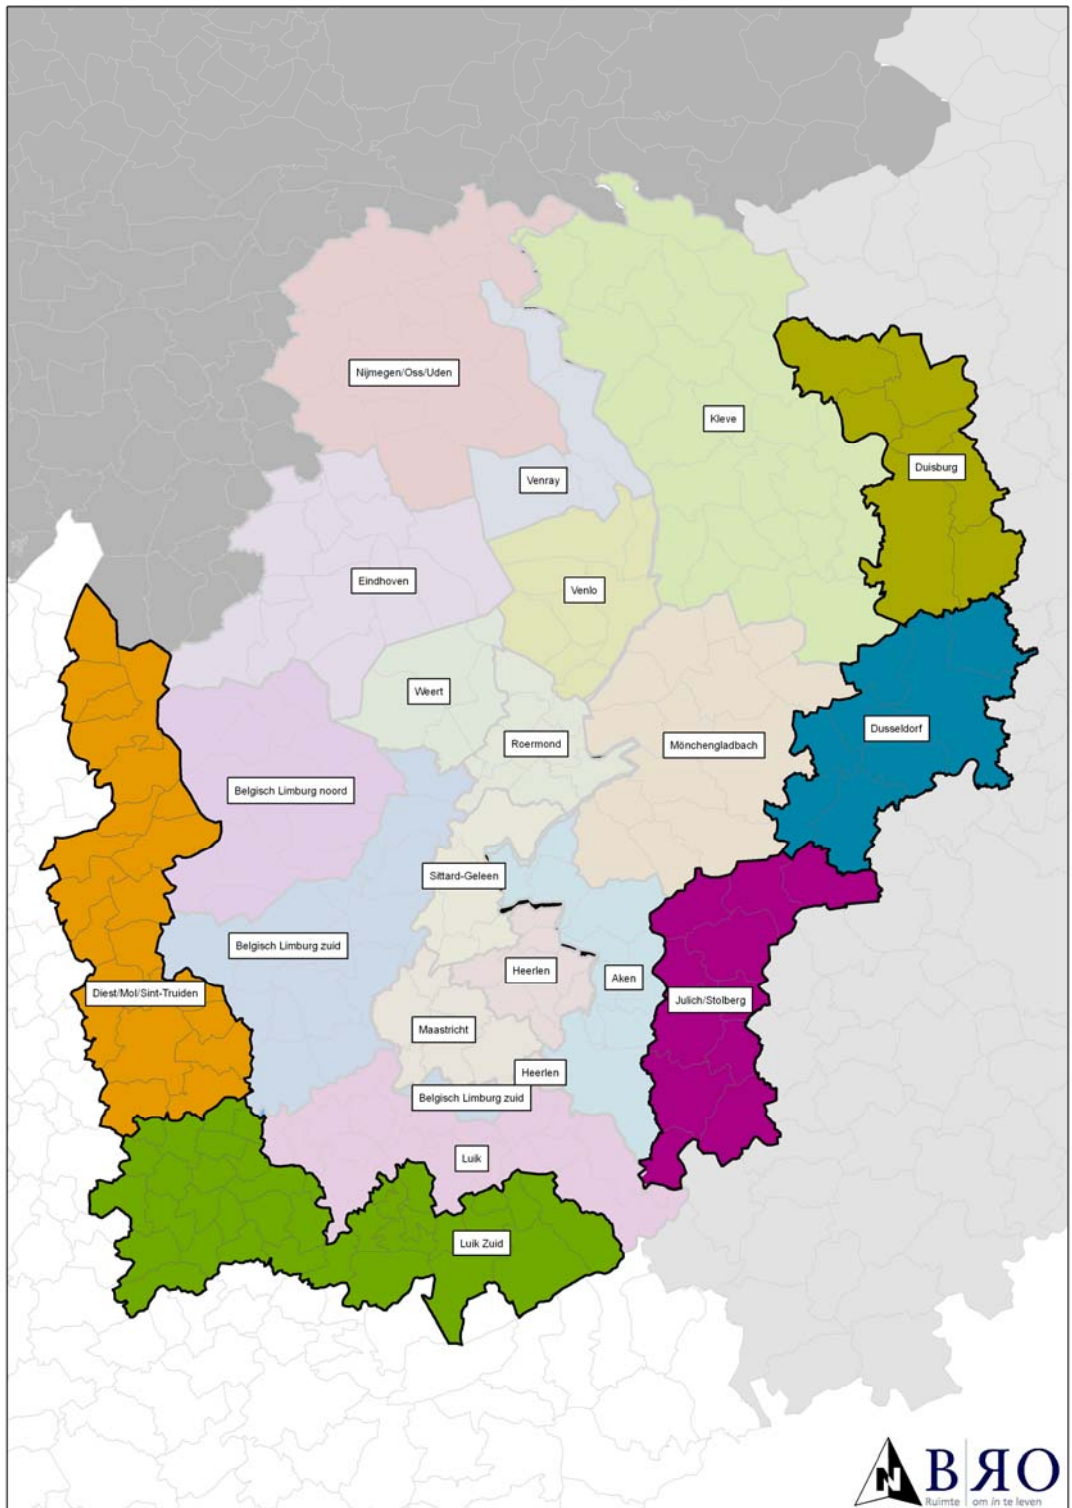 Nijmegen/Oss/Uden
Kleve
Duisburg
Venray
Eindhoven
Venlo
Weert
Roermond
Mönchengladbach
Dusseldorf
Belgisch Limburg noord
Sittard-Geleen
Belgisch Limburg zuid
Heerlen
Aken
Diest/Mol/Sint-Truiden
Julich/Stolberg
Maastricht
Heerlen
Belgisch Limburg zuid
Luik
Luik Zuid
N
BRO
Ruimte om in te leven